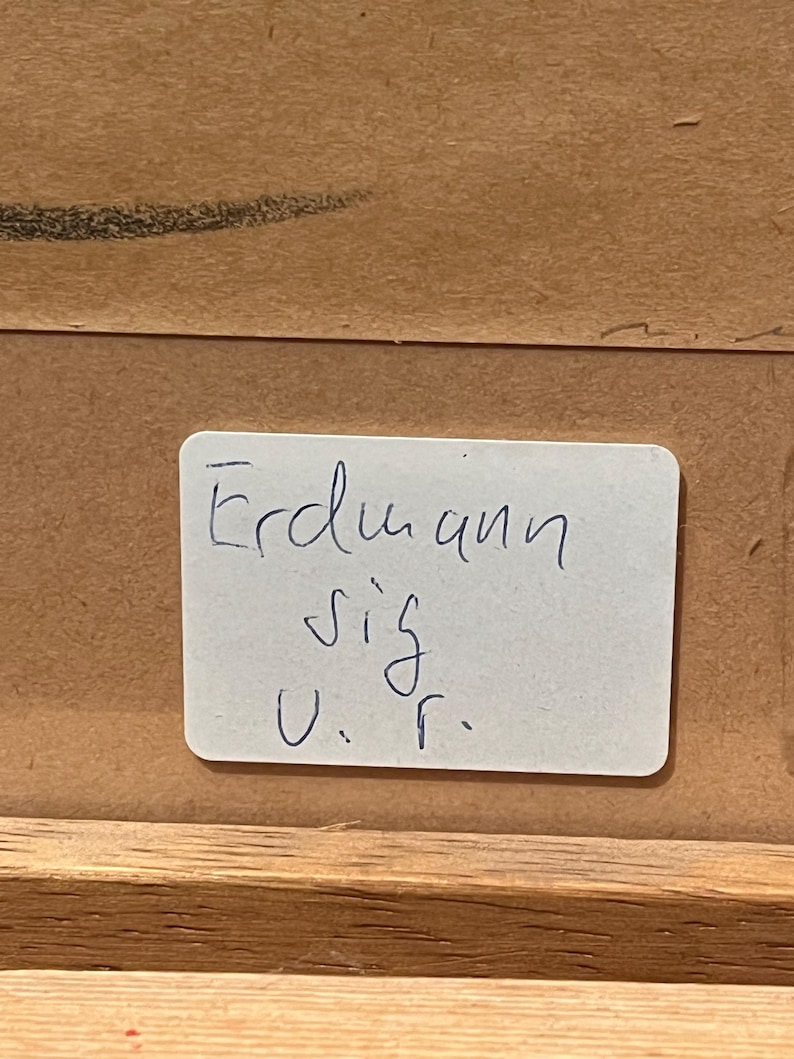 Erdmann
sig
U. r.